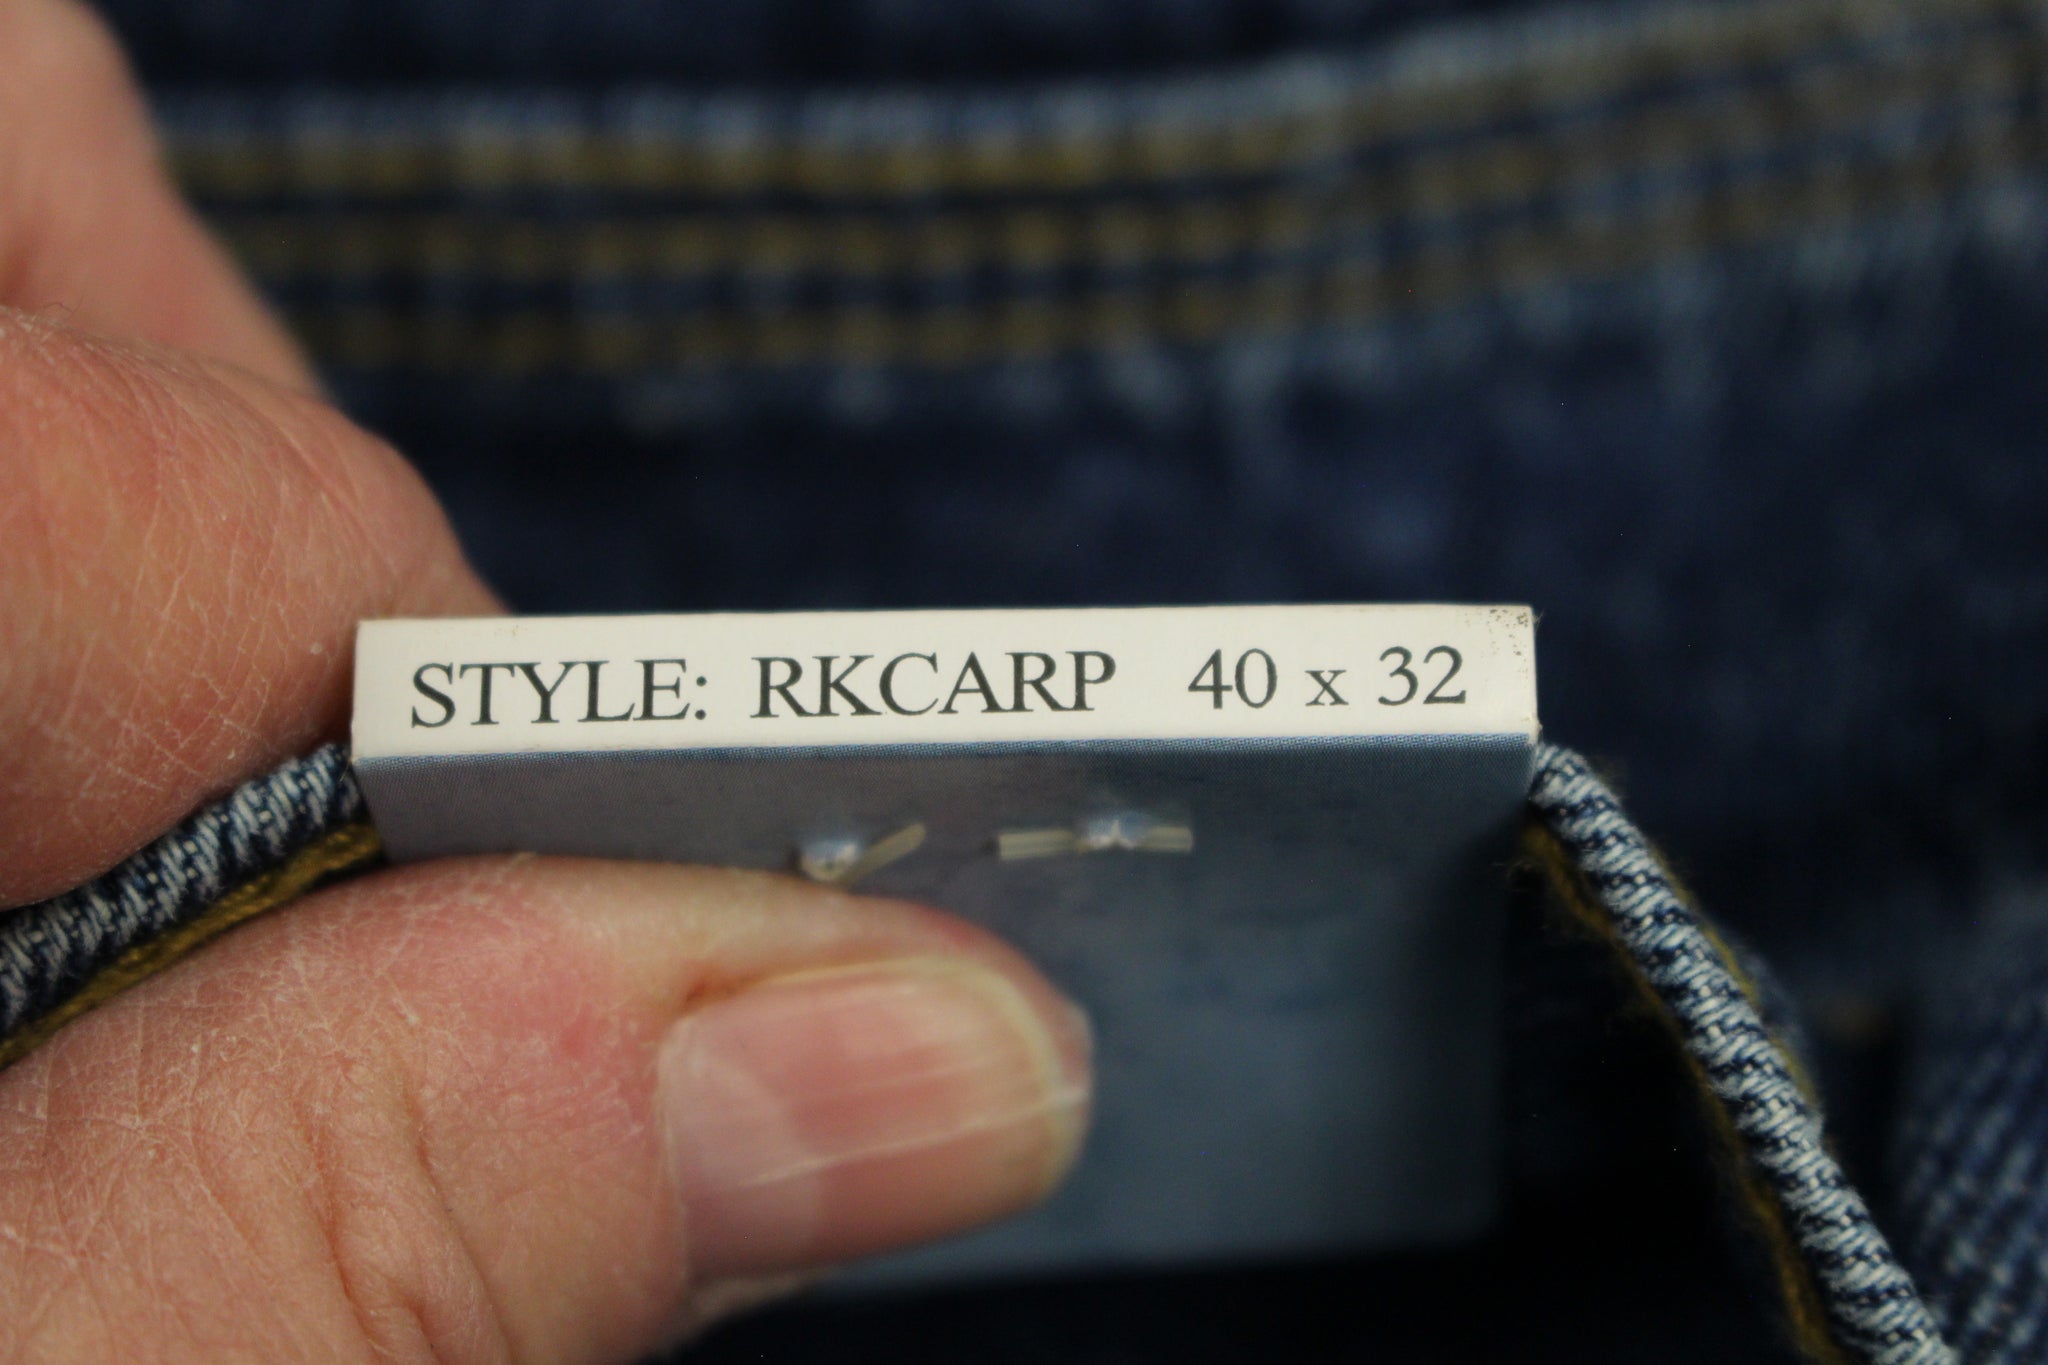 STYLE: RKCARP 40 x 32